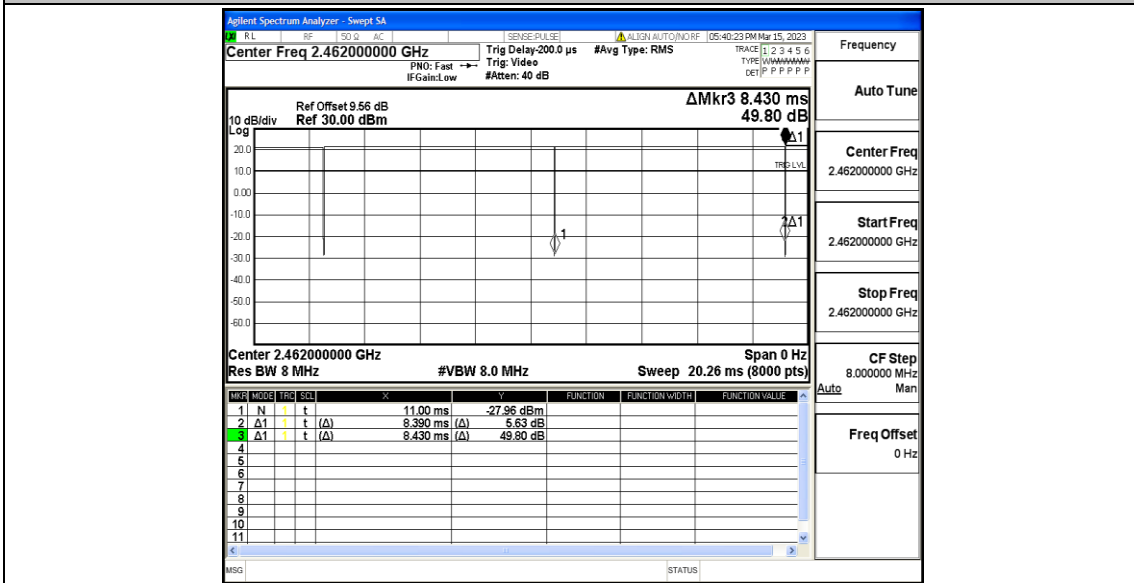 Agilent Spectrum Analyzer - Swept SA
RL RF 50 Ω AC SENSE:PULSE ALIGN AUTO/NO RF 05:40:23 PM Mar 15, 2023
Center Freq 2.462000000 GHz
PNO: Fast
IFGain:Low
Trig Delay-200.0 µs
Trig: Video
#Atten: 40 dB
#Avg Type: RMS
TRACE 1 2 3 4 5 6
TYPE WWWWWW
DET P P P P P P
Ref Offset 9.56 dB
Ref 30.00 dBm
10 dB/div
Log
ΔMkr3 8.430 ms
49.80 dB
20.0
10.0
0.00
-10.0
-20.0
-30.0
-40.0
-50.0
-60.0
Δ1
TRIG LVL
2Δ1
1
Center 2.462000000 GHz
Span 0 Hz
Res BW 8 MHz
#VBW 8.0 MHz
Sweep 20.26 ms (8000 pts)
MKR MODE TRC SCL X Y FUNCTION FUNCTION WIDTH FUNCTION VALUE
1 N 1 t 11.00 ms -27.96 dBm
2 Δ1 1 t (Δ) 8.390 ms (Δ) 5.63 dB
3 Δ1 1 t (Δ) 8.430 ms (Δ) 49.80 dB
4
5
6
7
8
9
10
11
MSG
STATUS
Frequency
Auto Tune
Center Freq
2.462000000 GHz
Start Freq
2.462000000 GHz
Stop Freq
2.462000000 GHz
CF Step
8.000000 MHz
Auto Man
Freq Offset
0 Hz